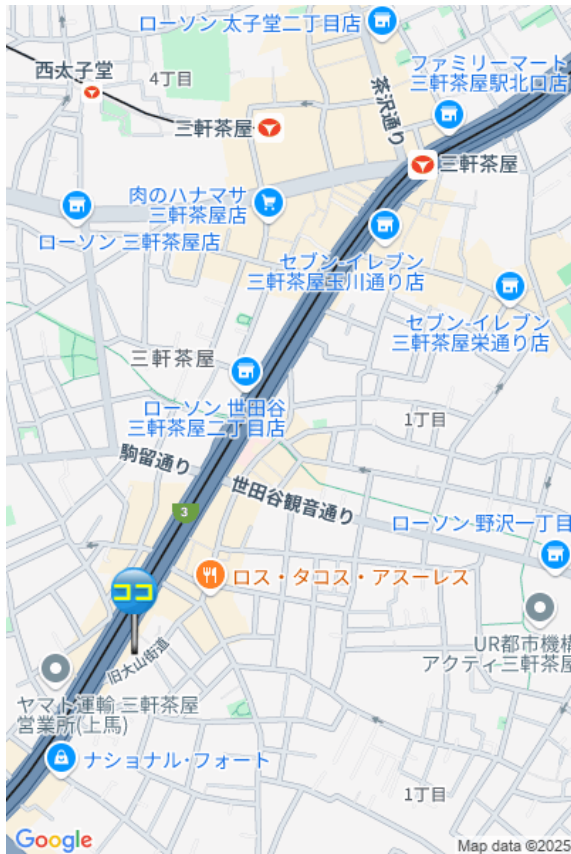 ローソン 太子堂二丁目店
ファミリーマート
三軒茶屋駅北口店
西太子堂
4丁目
茶沢通り
三軒茶屋
三軒茶屋
肉のハナマサ
三軒茶屋店
ローソン 三軒茶屋店
セブン-イレブン
三軒茶屋玉川通り店
セブン-イレブン
三軒茶屋栄通り店
三軒茶屋
ローソン 世田谷
三軒茶屋二丁目店
1丁目
駒留通り
世田谷観音通り
3
ローソン 野沢一丁目
ココ
ロス・タコス・アスーレス
UR都市機構
アクティ三軒茶屋
旧大山街道
ヤマト運輸 三軒茶屋
営業所(上馬)
ナショナル・フォート
1丁目
Google
Map data ©2025